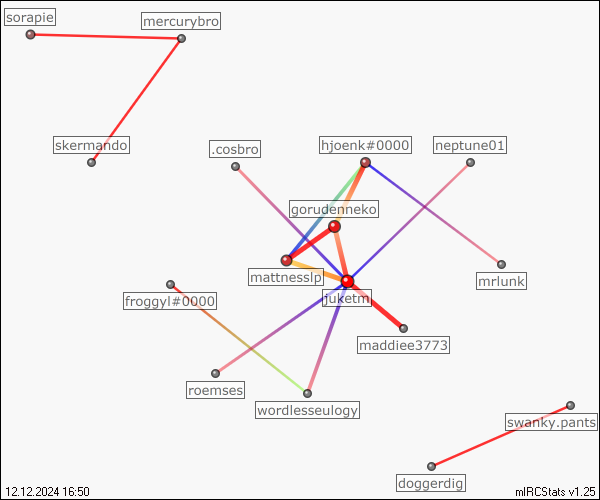 sorapie
mercurybro
skermando
.cosbro
hjoenk#0000
neptune01
gorudenneko
mattnesslp
mrlunk
froggyl#0000
juketm
maddiee3773
roemses
wordlesseulogy
swanky.pants
doggerdig
12.12.2024 16:50
mIRCStats v1.25